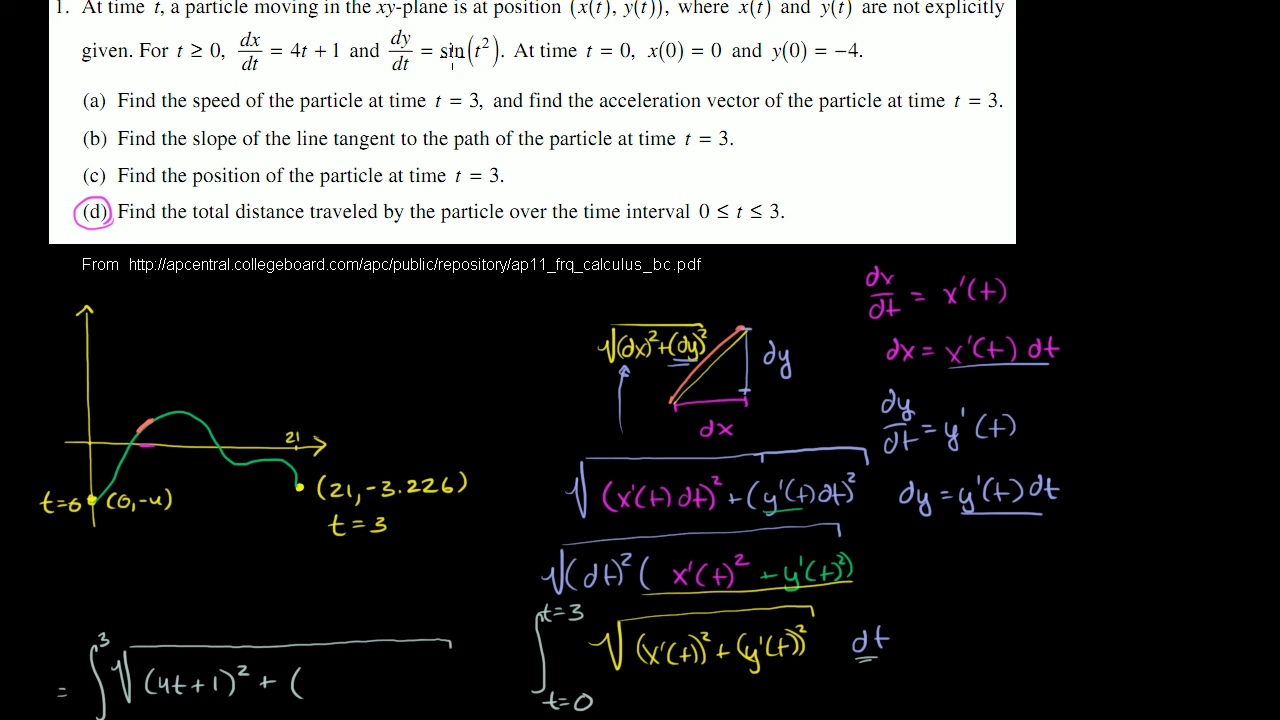 1. At time t, a particle moving in the xy-plane is at position (x(t), y(t)), where x(t) and y(t) are not explicitly
given. For t ≥ 0, dx/dt = 4t + 1 and dy/dt = sin(t²). At time t = 0, x(0) = 0 and y(0) = −4.
(a) Find the speed of the particle at time t = 3, and find the acceleration vector of the particle at time t = 3.
(b) Find the slope of the line tangent to the path of the particle at time t = 3.
(c) Find the position of the particle at time t = 3.
(d) Find the total distance traveled by the particle over the time interval 0 ≤ t ≤ 3.
From http://apcentral.collegeboard.com/apc/public/repository/ap11_frq_calculus_bc.pdf
dx/dt = x'(t)
√(dx)²+(dy)²
dy
dx
dx = x'(t) dt
dy/dt = y'(t)
21
t=0 (0,-4)
(21, -3.226)
t=3
√(x'(t) dt)² + (y'(t) dt)²
dy = y'(t) dt
√(dt)² (x'(t)² + y'(t)²)
t=3
∫ √(x'(t))² + (y'(t))² dt
t=0
= ∫ 3 √(4t+1)² + (